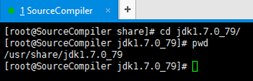 1 SourceCompiler
[root@SourceCompiler share]# cd jdk1.7.0_79/
[root@SourceCompiler jdk1.7.0_79]# pwd
/usr/share/jdk1.7.0_79
[root@SourceCompiler jdk1.7.0_79]#